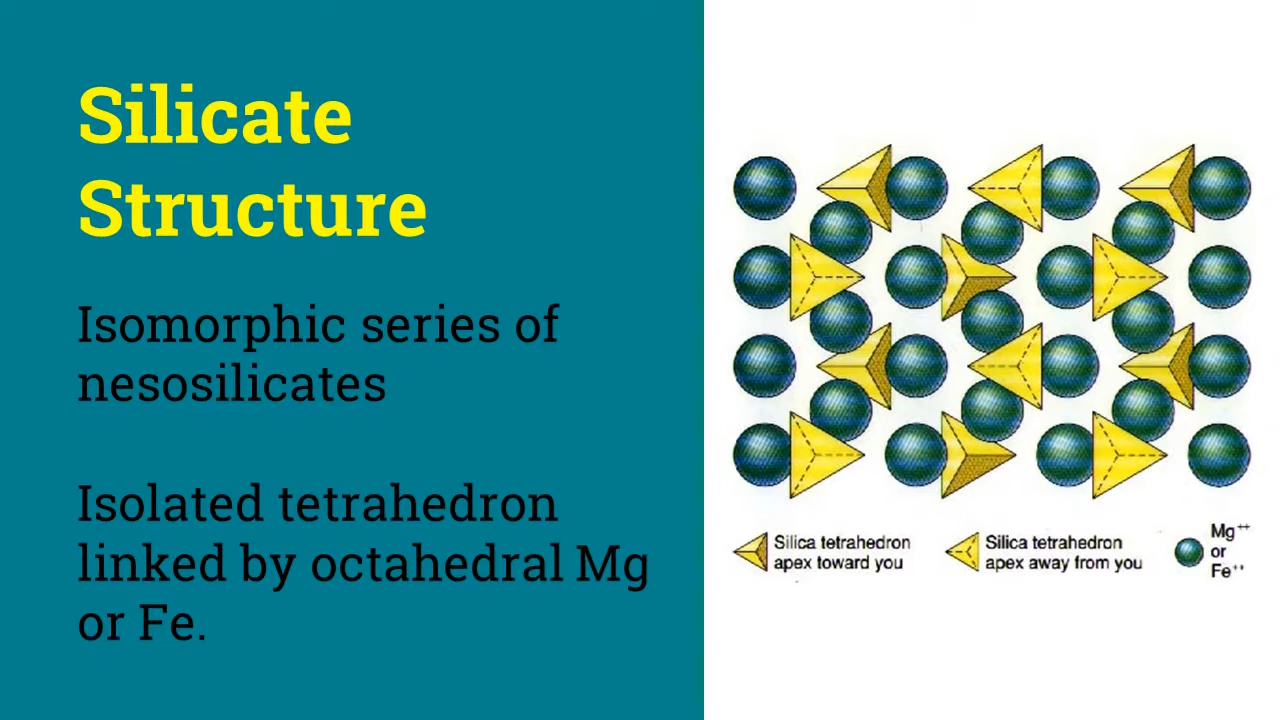 Silicate
Structure
Isomorphic series of
nesosilicates
Isolated tetrahedron
linked by octahedral Mg
or Fe.
Silica tetrahedron
apex toward you
Silica tetrahedron
apex away from you
Mg⁺⁺
or
Fe⁺⁺